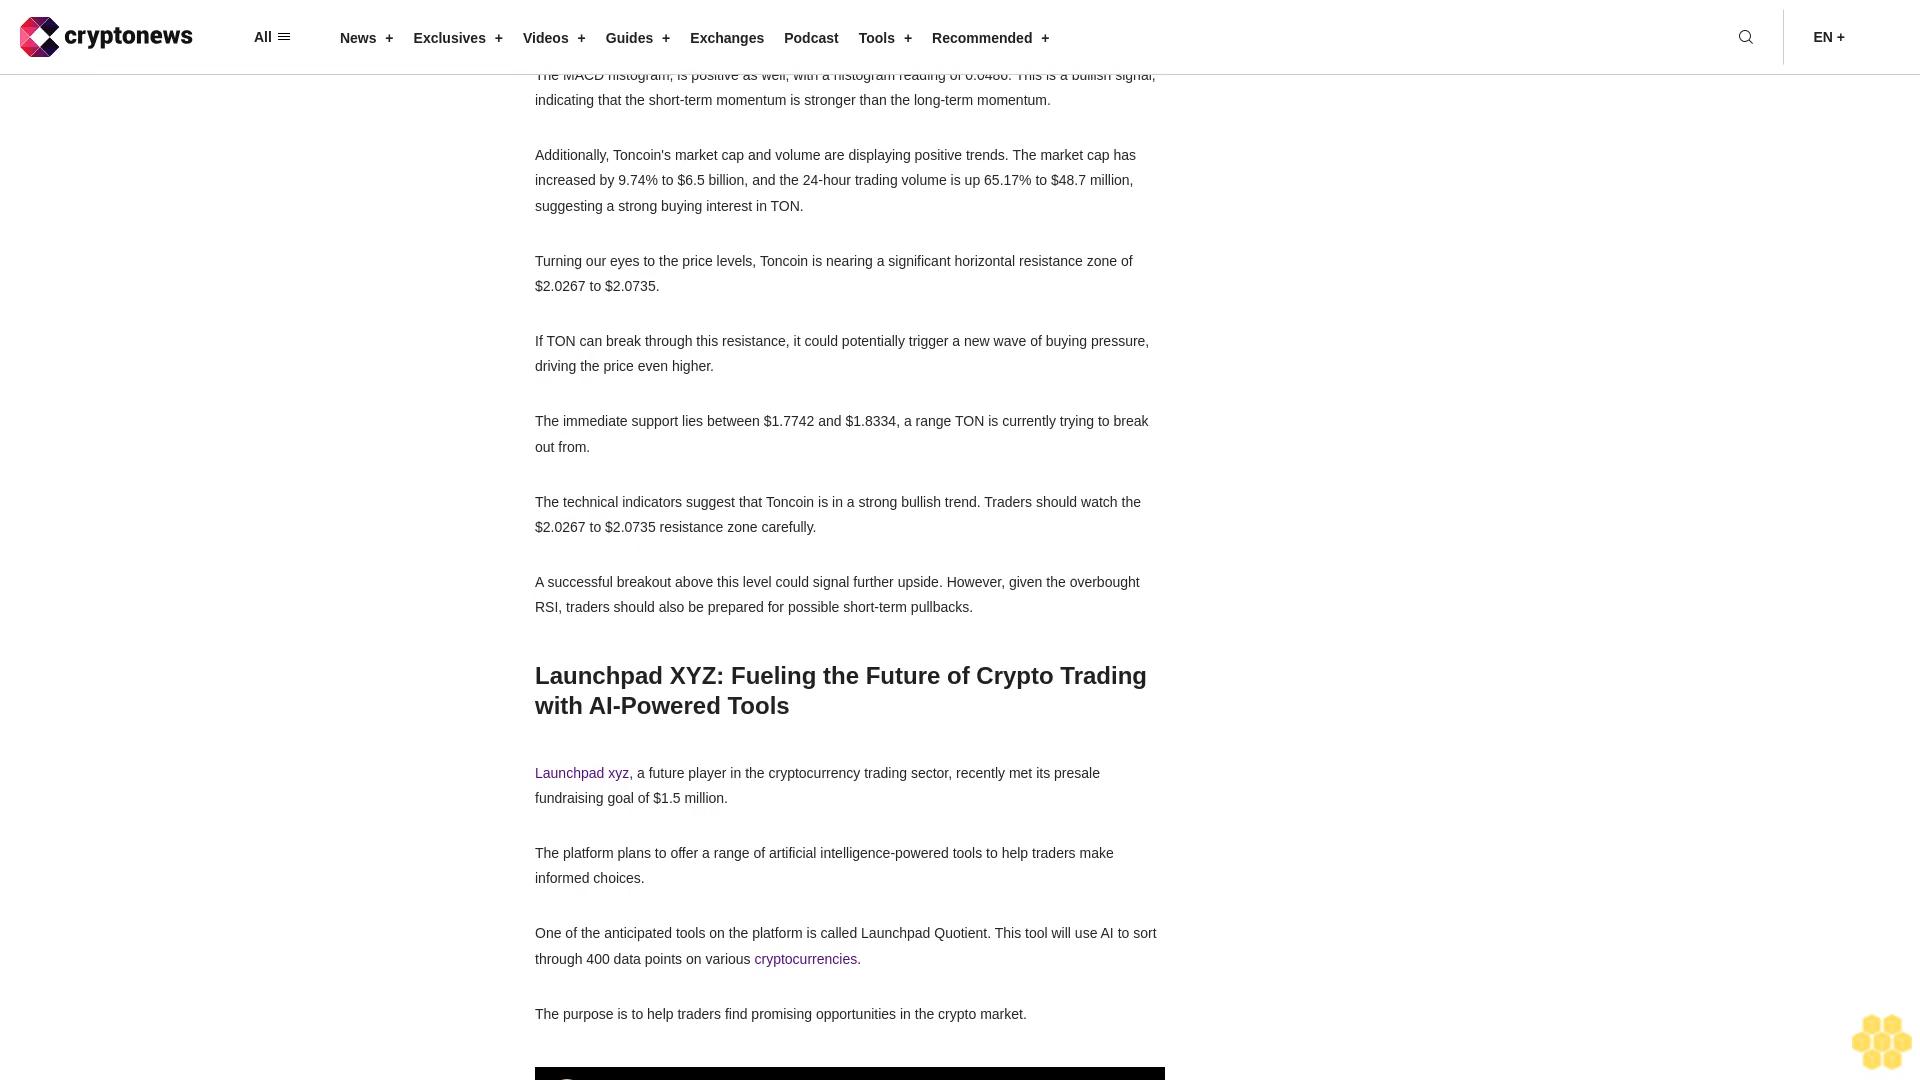 cryptonews
All
News +
Exclusives +
Videos +
Guides +
Exchanges
Podcast
Tools +
Recommended +
EN +
The MACD histogram, is positive as well, with a histogram reading of 0.0486. This is a bullish signal,
indicating that the short-term momentum is stronger than the long-term momentum.
Additionally, Toncoin's market cap and volume are displaying positive trends. The market cap has
increased by 9.74% to $6.5 billion, and the 24-hour trading volume is up 65.17% to $48.7 million,
suggesting a strong buying interest in TON.
Turning our eyes to the price levels, Toncoin is nearing a significant horizontal resistance zone of
$2.0267 to $2.0735.
If TON can break through this resistance, it could potentially trigger a new wave of buying pressure,
driving the price even higher.
The immediate support lies between $1.7742 and $1.8334, a range TON is currently trying to break
out from.
The technical indicators suggest that Toncoin is in a strong bullish trend. Traders should watch the
$2.0267 to $2.0735 resistance zone carefully.
A successful breakout above this level could signal further upside. However, given the overbought
RSI, traders should also be prepared for possible short-term pullbacks.
Launchpad XYZ: Fueling the Future of Crypto Trading
with AI-Powered Tools
Launchpad xyz, a future player in the cryptocurrency trading sector, recently met its presale
fundraising goal of $1.5 million.
The platform plans to offer a range of artificial intelligence-powered tools to help traders make
informed choices.
One of the anticipated tools on the platform is called Launchpad Quotient. This tool will use AI to sort
through 400 data points on various cryptocurrencies.
The purpose is to help traders find promising opportunities in the crypto market.